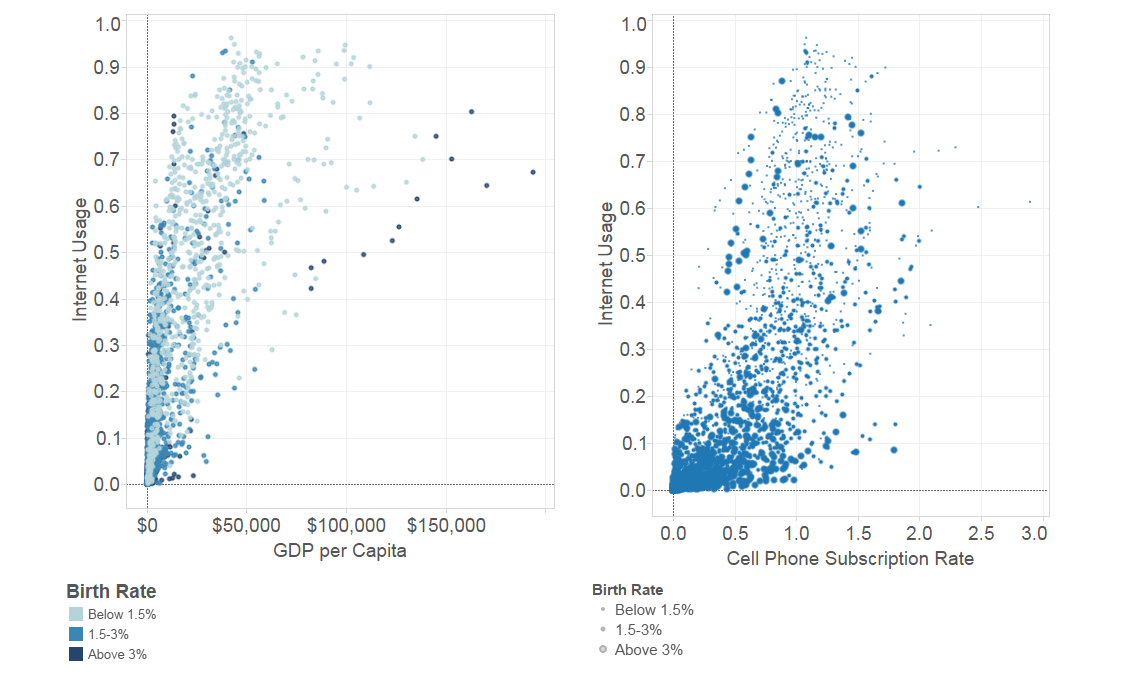 1.0
0.9
0.8
0.7
0.6
0.5
0.4
0.3
0.2
0.1
0.0
Internet Usage
$0 $50,000 $100,000 $150,000
GDP per Capita
Birth Rate
Below 1.5%
1.5-3%
Above 3%
1.0
0.9
0.8
0.7
0.6
0.5
0.4
0.3
0.2
0.1
0.0
Internet Usage
0.0 0.5 1.0 1.5 2.0 2.5 3.0
Cell Phone Subscription Rate
Birth Rate
Below 1.5%
1.5-3%
Above 3%